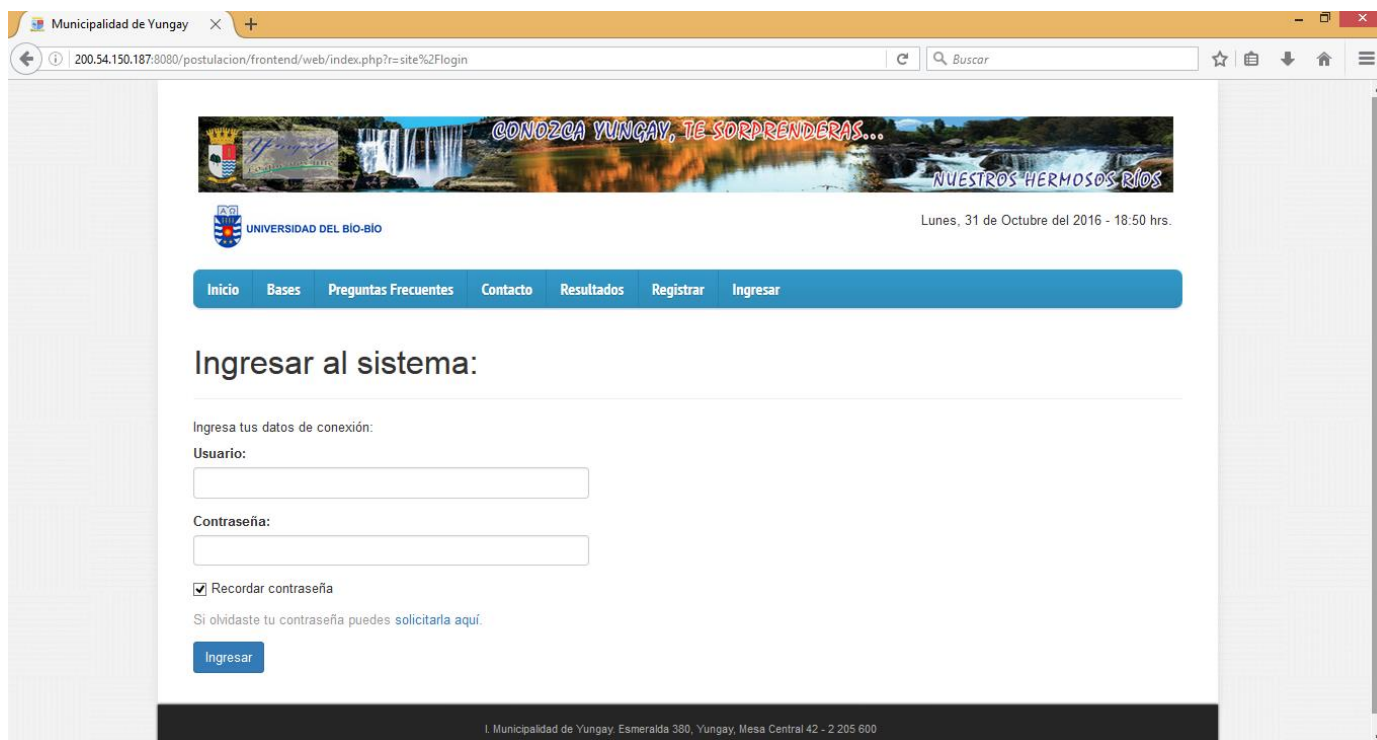 Municipalidad de Yungay
200.54.150.187:8080/postulacion/frontend/web/index.php?r=site%2Flogin
Buscar
Yungay
CONOZCA YUNGAY, TE SORPRENDERAS...
NUESTROS HERMOSOS RÍOS
UNIVERSIDAD DEL BÍO-BÍO
Lunes, 31 de Octubre del 2016 - 18:50 hrs.
Inicio Bases Preguntas Frecuentes Contacto Resultados Registrar Ingresar
Ingresar al sistema:
Ingresa tus datos de conexión:
Usuario:
Contraseña:
Recordar contraseña
Si olvidaste tu contraseña puedes solicitarla aquí.
Ingresar
I. Municipalidad de Yungay. Esmeralda 380, Yungay, Mesa Central 42 - 2 205 600